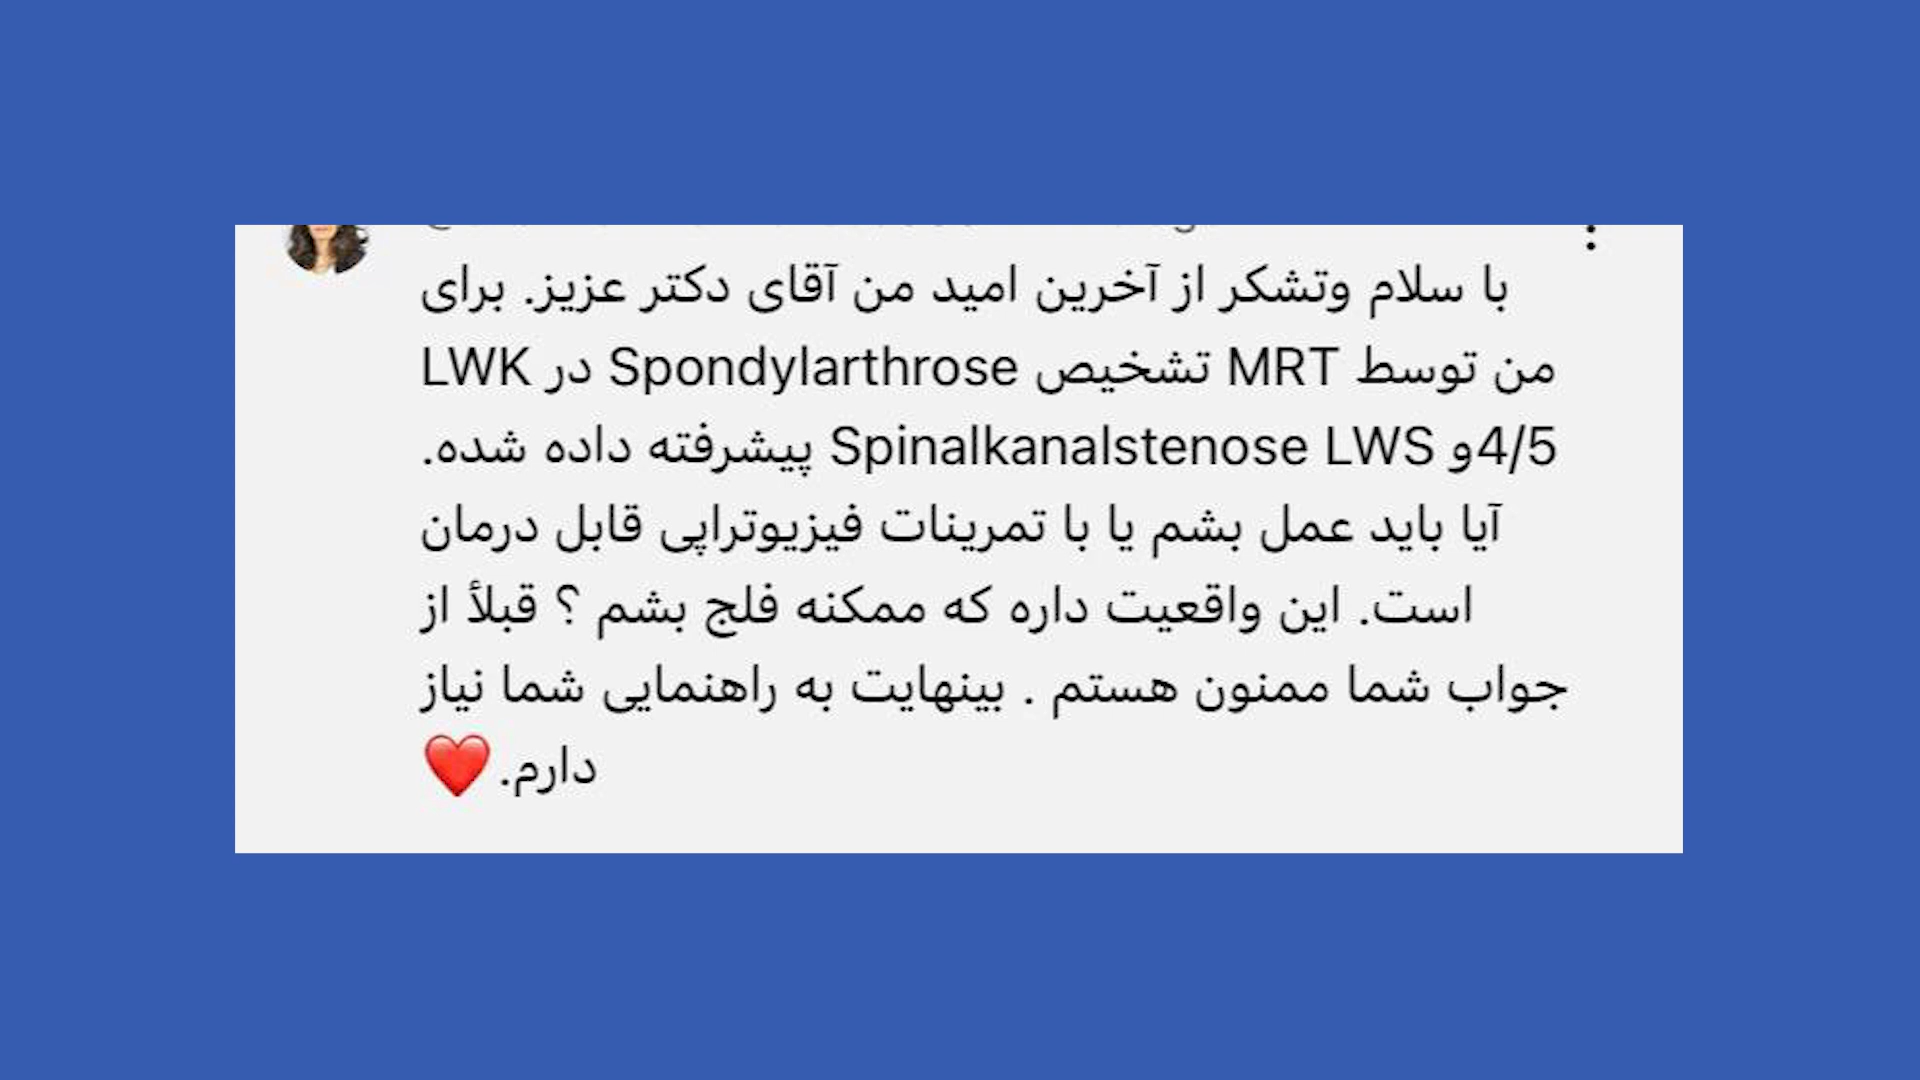 با سلام وتشکر از آخرین امید من آقای دکتر عزیز. برای
من توسط MRT تشخیص Spondylarthrose در LWK
4/5و Spinalkanalstenose LWS پیشرفته داده شده.
آیا باید عمل بشم یا با تمرینات فیزیوتراپی قابل درمان
است. این واقعیت داره که ممکنه فلج بشم ؟ قبلأ از
جواب شما ممنون هستم . بینهایت به راهنمایی شما نیاز
دارم.❤️